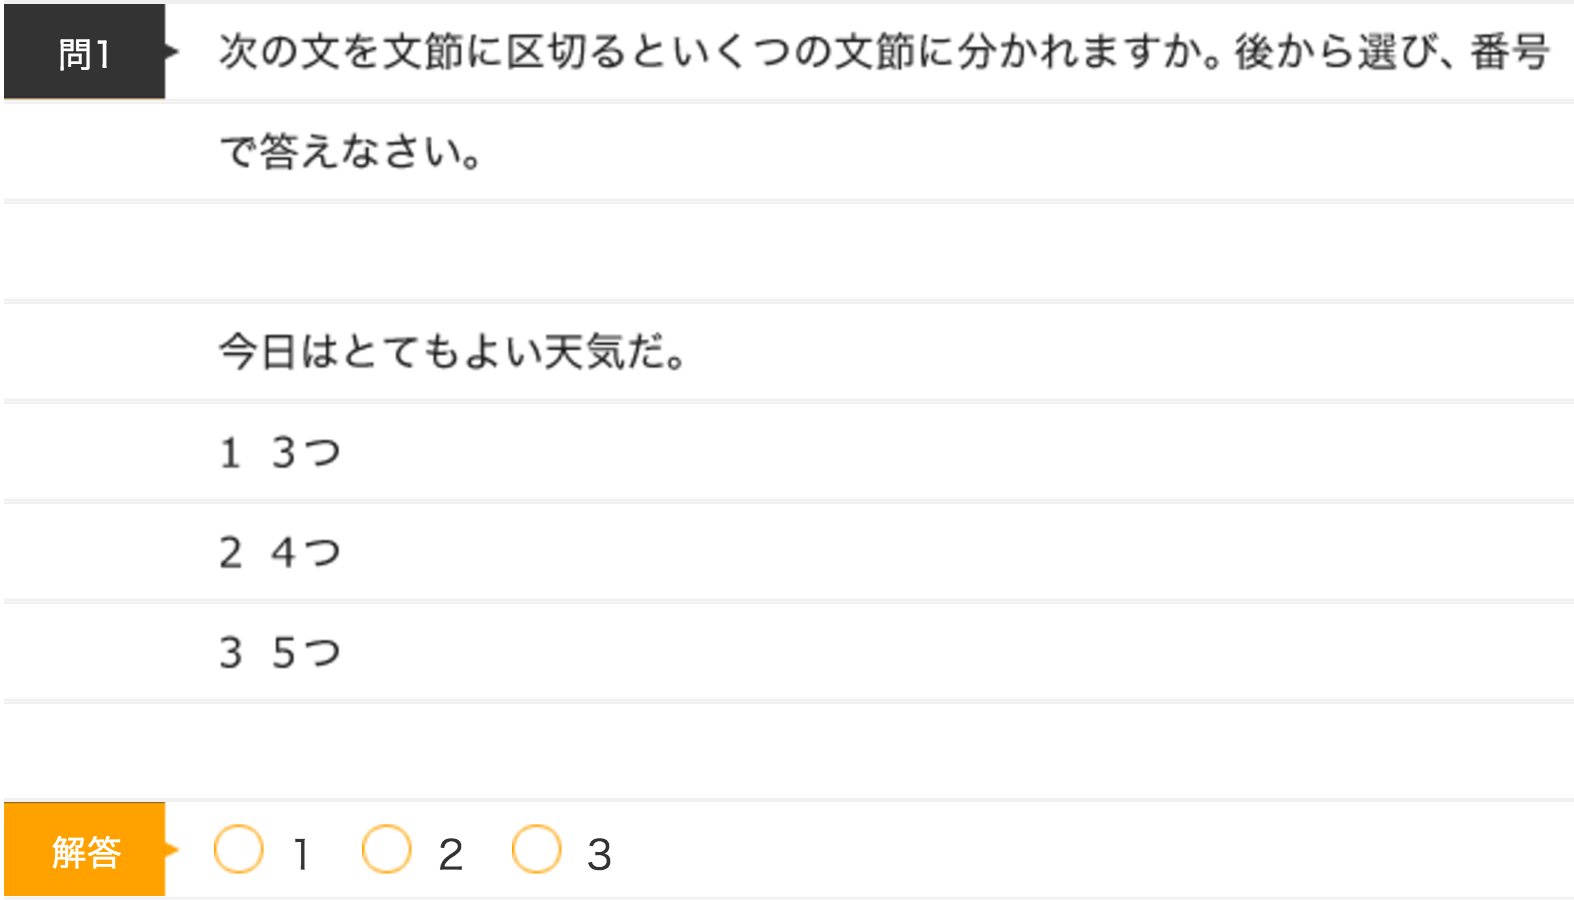 問1 次の文を文節に区切るといくつの文節に分かれますか。後から選び、番号
で答えなさい。
今日はとてもよい天気だ。
1 3つ
2 4つ
3 5つ
解答 1 2 3